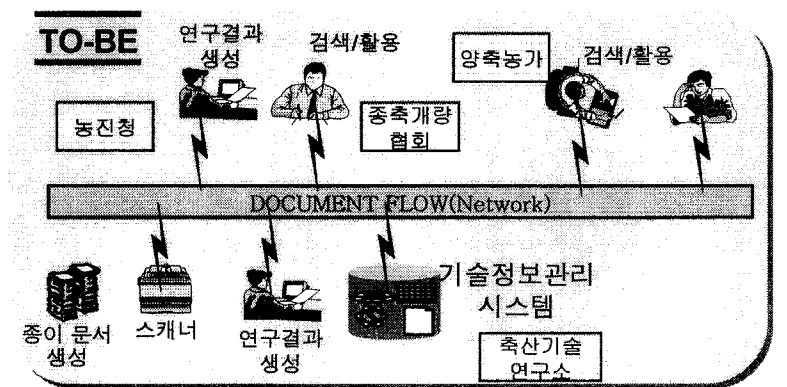 TO-BE
연구결과
생성
검색/활용
양축농가
검색/활용
농진청
종축개량
협회
DOCUMENT FLOW(Network)
종이 문서
생성
스캐너
연구결과
생성
기술정보관리
시스템
축산기술
연구소